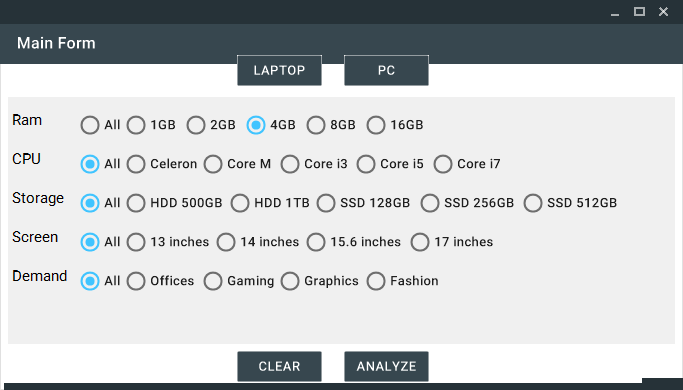 Main Form
LAPTOP PC
Ram All 1GB 2GB 4GB 8GB 16GB
CPU All Celeron Core M Core i3 Core i5 Core i7
Storage All HDD 500GB HDD 1TB SSD 128GB SSD 256GB SSD 512GB
Screen All 13 inches 14 inches 15.6 inches 17 inches
Demand All Offices Gaming Graphics Fashion
CLEAR ANALYZE